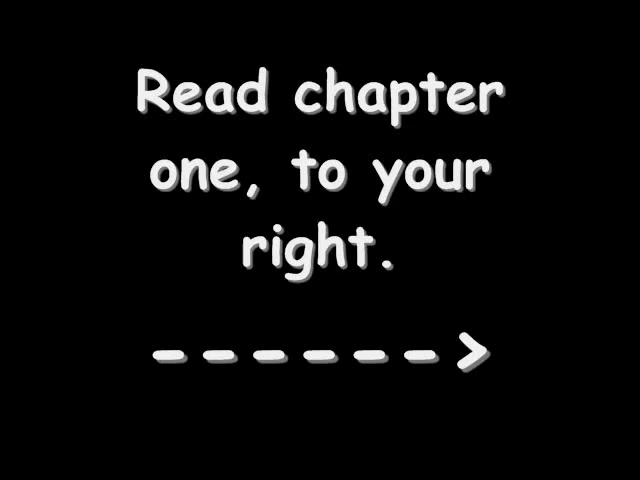 Read chapter
one, to your
right.
------>